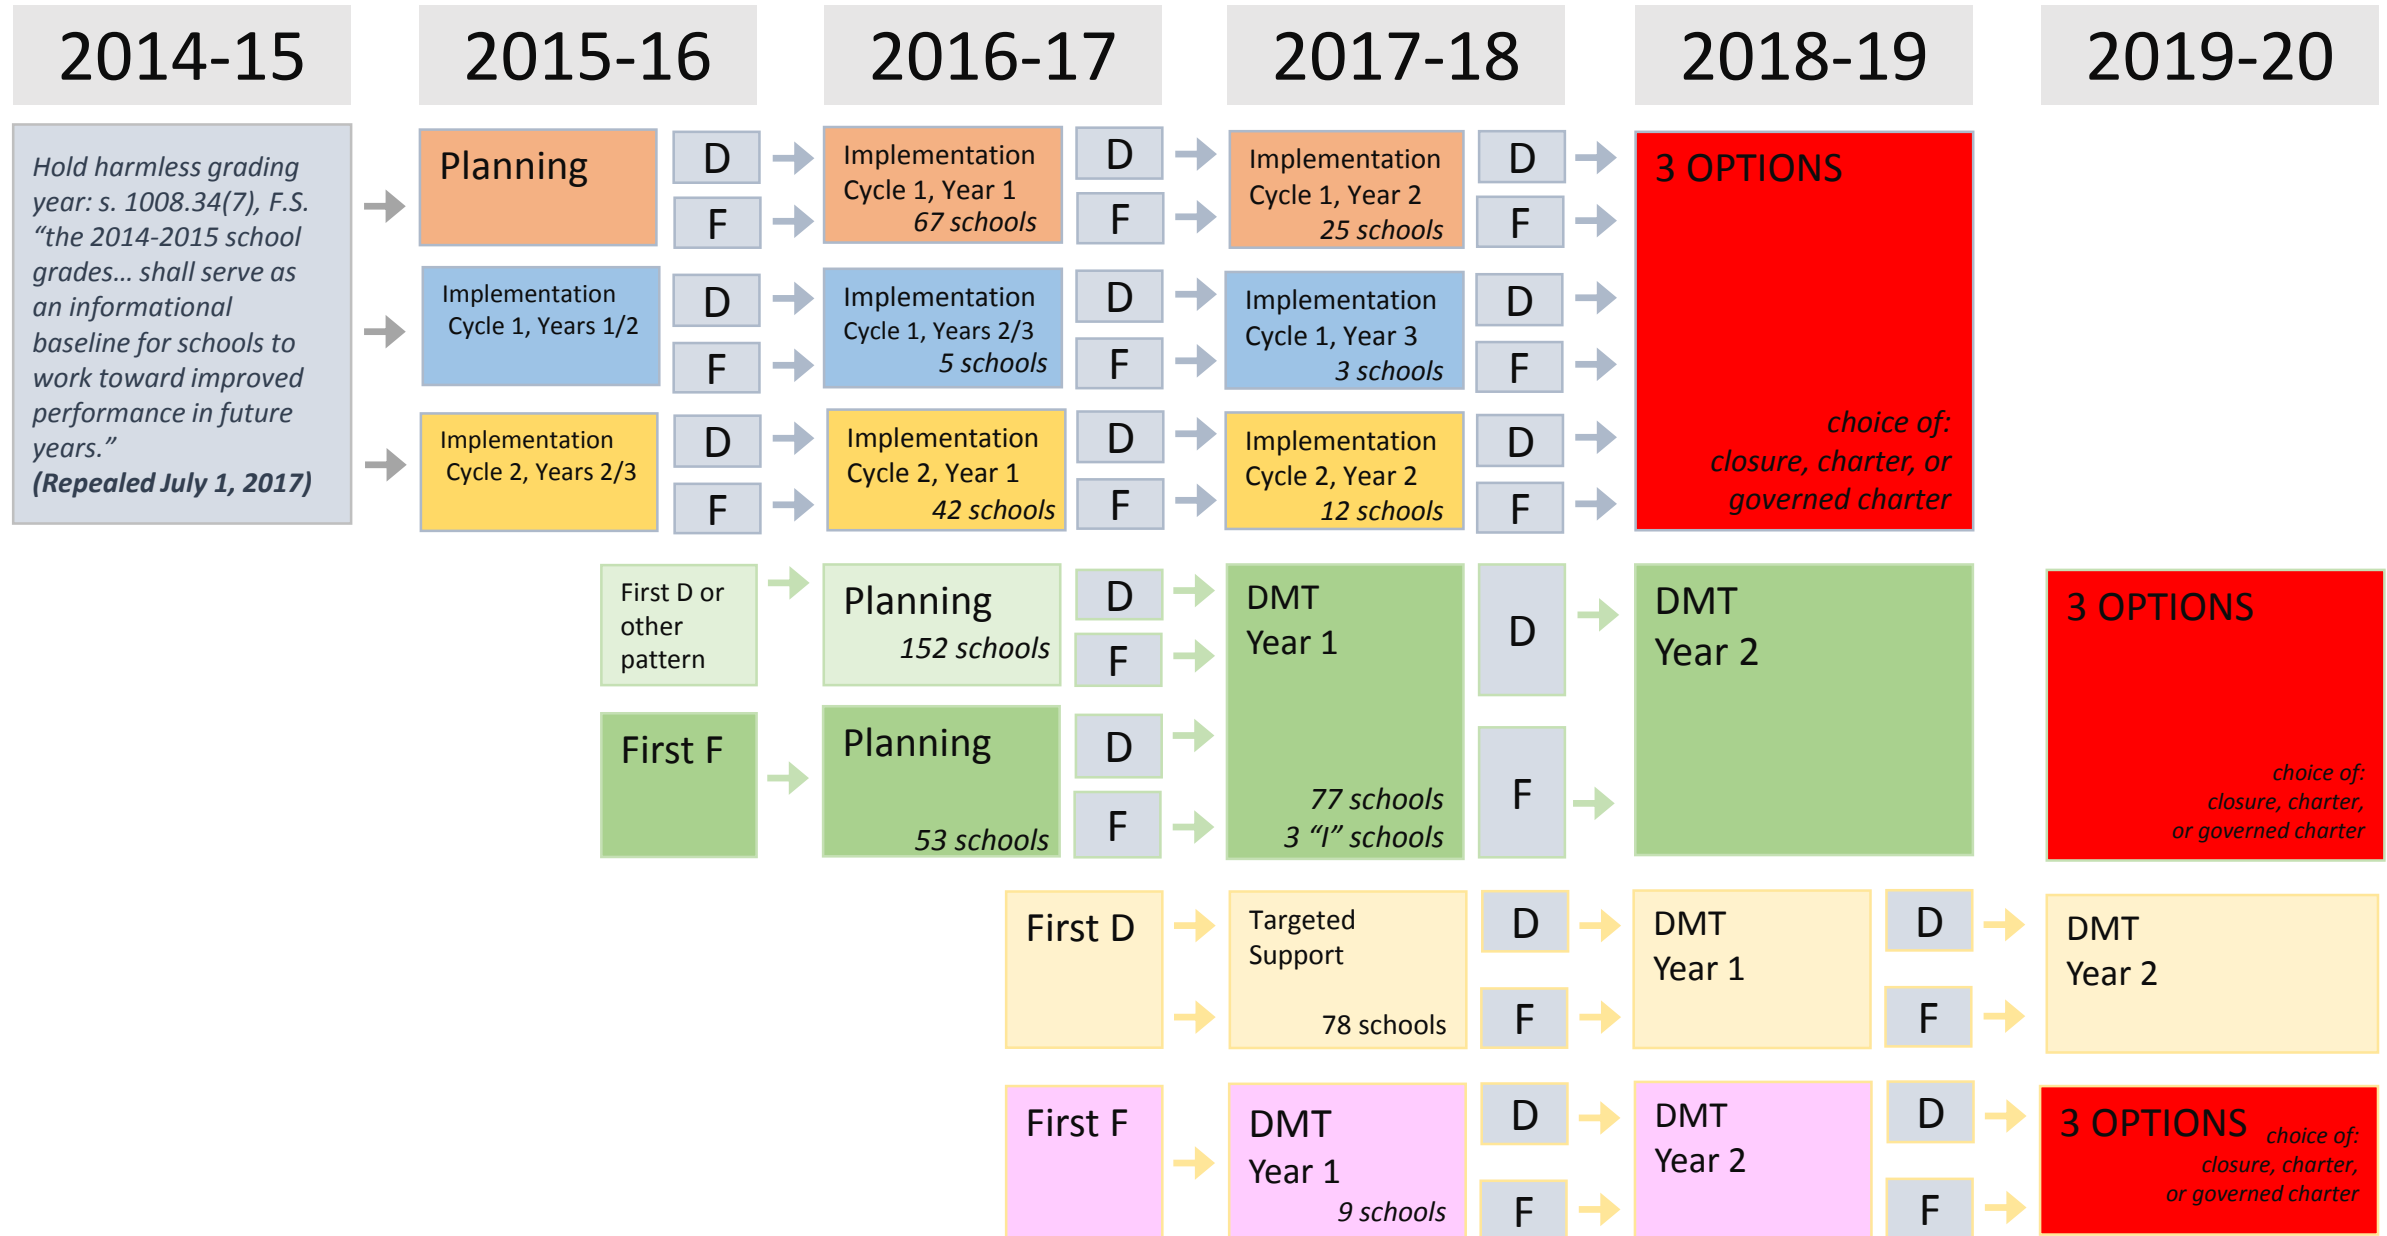 2014-15
2015-16
2016-17
2017-18
2018-19
2019-20
Hold harmless grading
year: s. 1008.34(7), F.S.
“the 2014-2015 school
grades... shall serve as
an informational
baseline for schools to
work toward improved
performance in future
years.”
(Repealed July 1, 2017)
Planning
D
F
Implementation
Cycle 1, Year 1
67 schools
D
F
Implementation
Cycle 1, Year 2
25 schools
D
F
3 OPTIONS
choice of:
closure, charter, or
governed charter
Implementation
Cycle 1, Years 1/2
D
F
Implementation
Cycle 1, Years 2/3
5 schools
D
F
Implementation
Cycle 1, Year 3
3 schools
D
F
Implementation
Cycle 2, Years 2/3
D
F
Implementation
Cycle 2, Year 1
42 schools
D
F
Implementation
Cycle 2, Year 2
12 schools
D
F
First D or
other
pattern
Planning
152 schools
D
F
DMT
Year 1
77 schools
3 “I” schools
D
F
DMT
Year 2
3 OPTIONS
choice of:
closure, charter,
or governed charter
First F
Planning
53 schools
D
F
First D
Targeted
Support
78 schools
D
F
DMT
Year 1
D
F
DMT
Year 2
First F
DMT
Year 1
9 schools
D
F
DMT
Year 2
D
F
3 OPTIONS
choice of:
closure, charter,
or governed charter